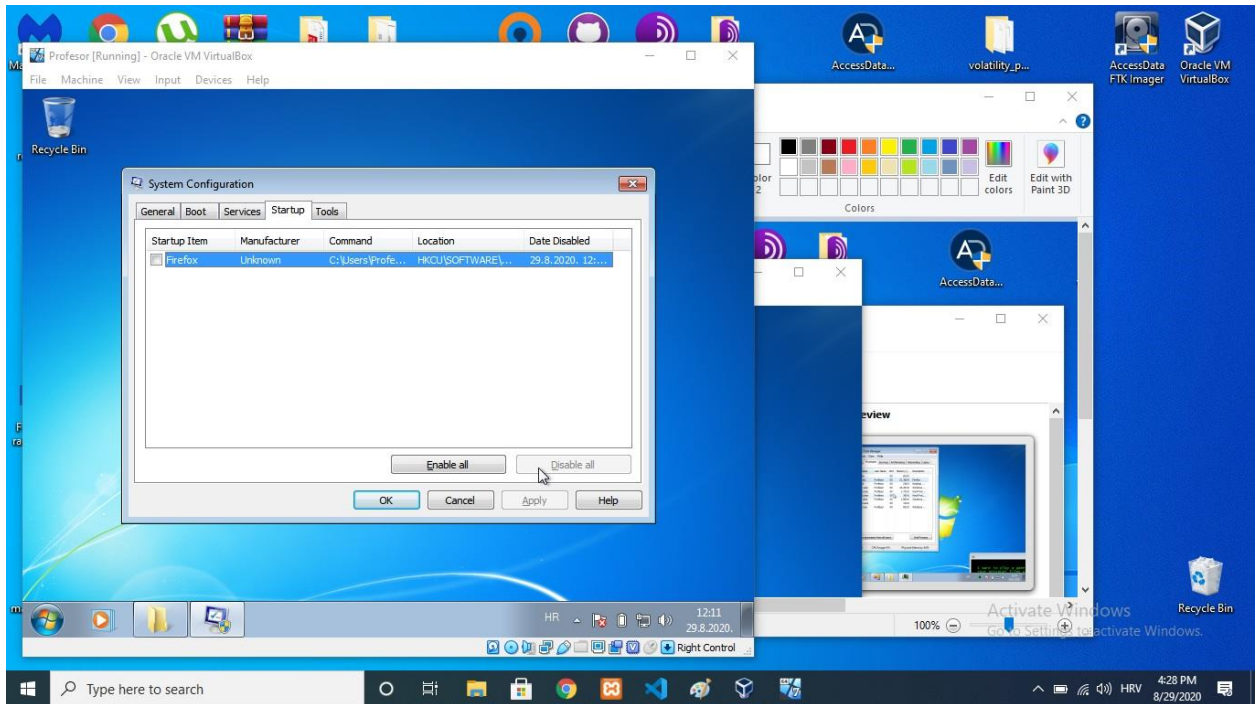 AccessData...
volatility_p...
AccessData
FTK Imager
Oracle VM
VirtualBox
Profesor [Running] - Oracle VM VirtualBox
File Machine View Input Devices Help
Recycle Bin
System Configuration
General Boot Services Startup Tools
Startup Item Manufacturer Command Location Date Disabled
Firefox Unknown C:\Users\Profe... HKCU\SOFTWARE\... 29.8.2020. 12:...
Enable all Disable all
OK Cancel Apply Help
HR 12:11
29.8.2020.
Right Control
2
Edit
colors
Edit with
Paint 3D
Colors
AccessData...
100%
Activate Windows
Go to Settings to activate Windows.
Recycle Bin
Type here to search
HRV
4:28 PM
8/29/2020